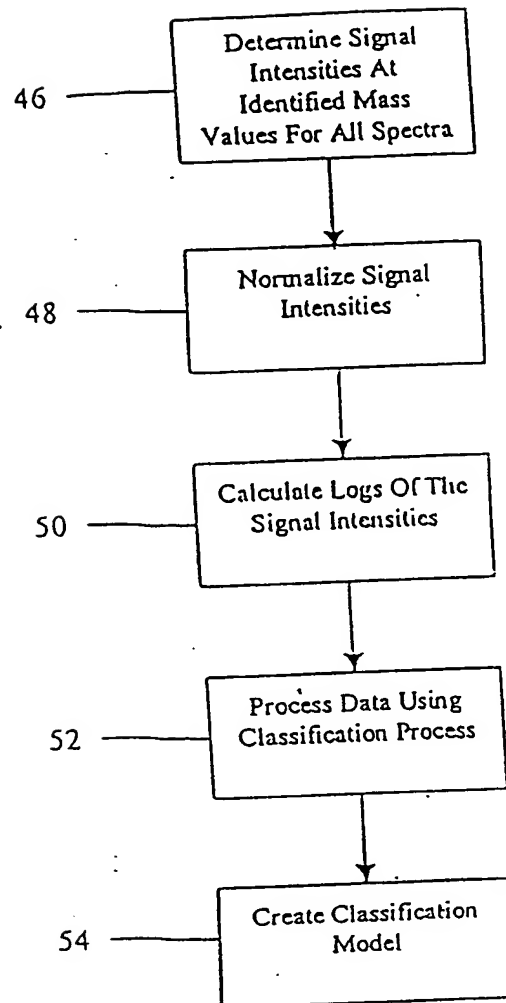 Determine Signal
Intensities At
46
Identified Mass
Values For All Spectra
Normalize Signal
48
Intensities
Calculate Logs Of The
50
Signal Intensities
Process Data Using
52
Classification Process
Create Classification
54
Model